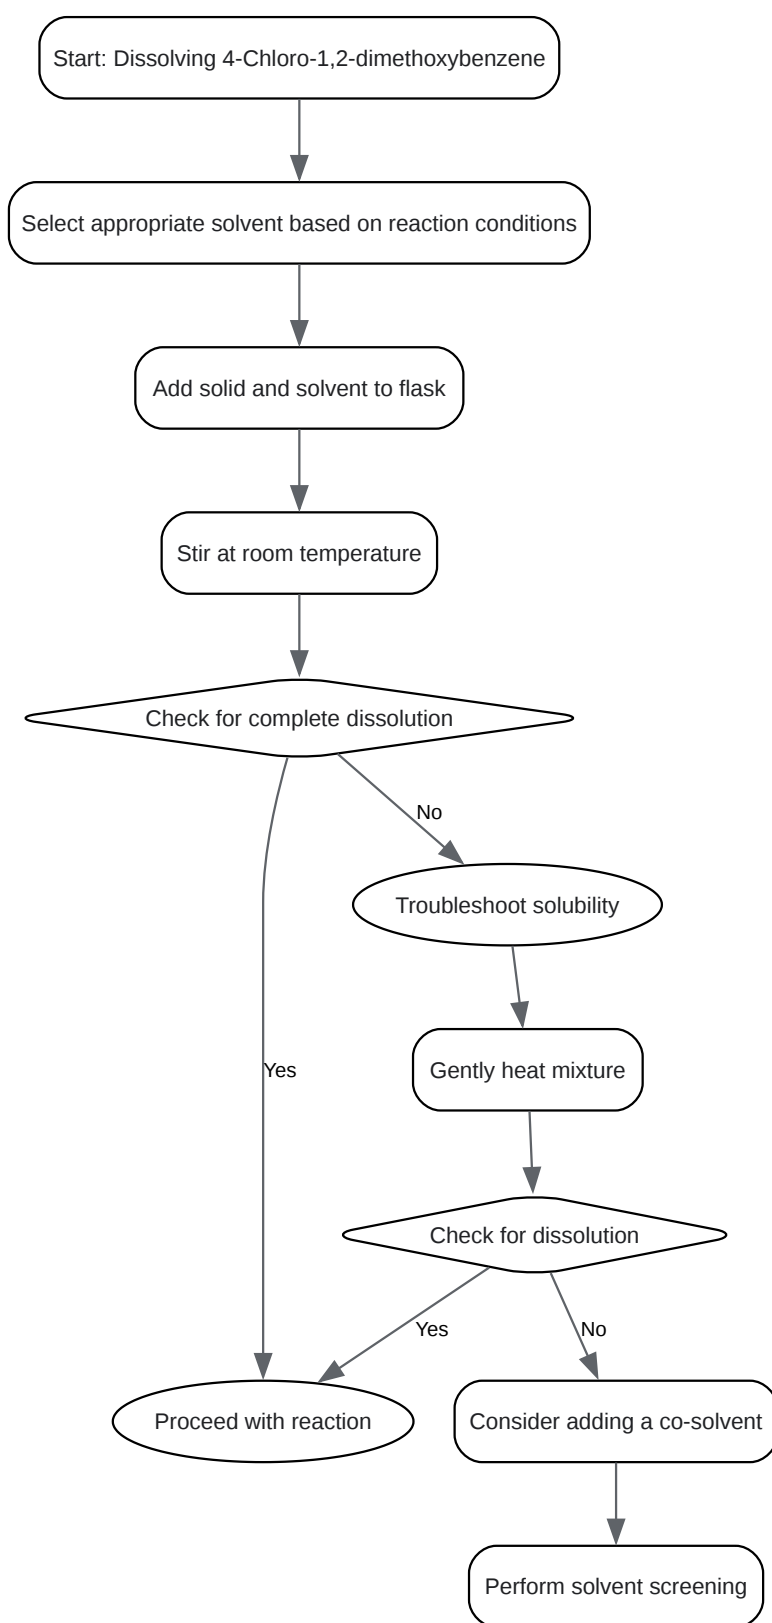 Start: Dissolving 4-Chloro-1,2-dimethoxybenzene
Select appropriate solvent based on reaction conditions
Add solid and solvent to flask
Stir at room temperature
Check for complete dissolution
No
Troubleshoot solubility
Yes
Gently heat mixture
Check for dissolution
Yes
No
Proceed with reaction
Consider adding a co-solvent
Perform solvent screening